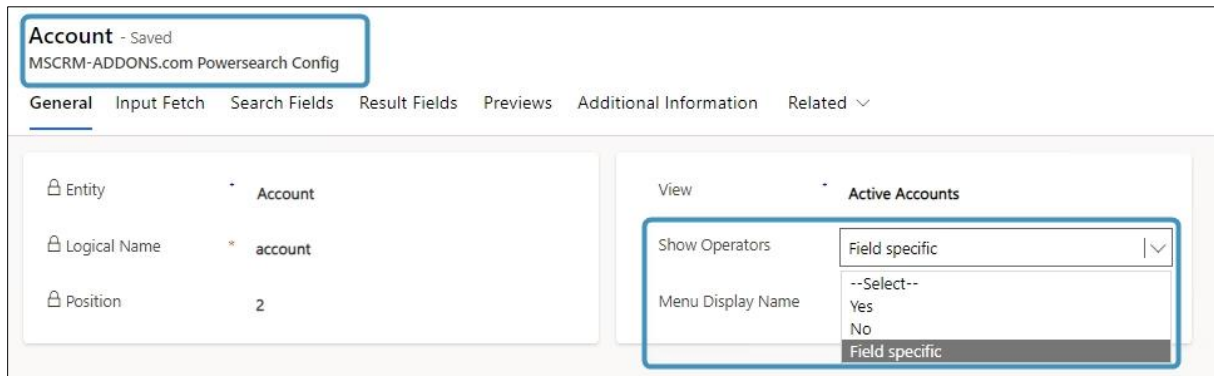 Account - Saved
MSCRM-ADDONS.com Powersearch Config
General Input Fetch Search Fields Result Fields Previews Additional Information Related
Entity Account
Logical Name * account
Position 2
View Active Accounts
Show Operators Field specific
--Select--
Menu Display Name Yes
No
Field specific